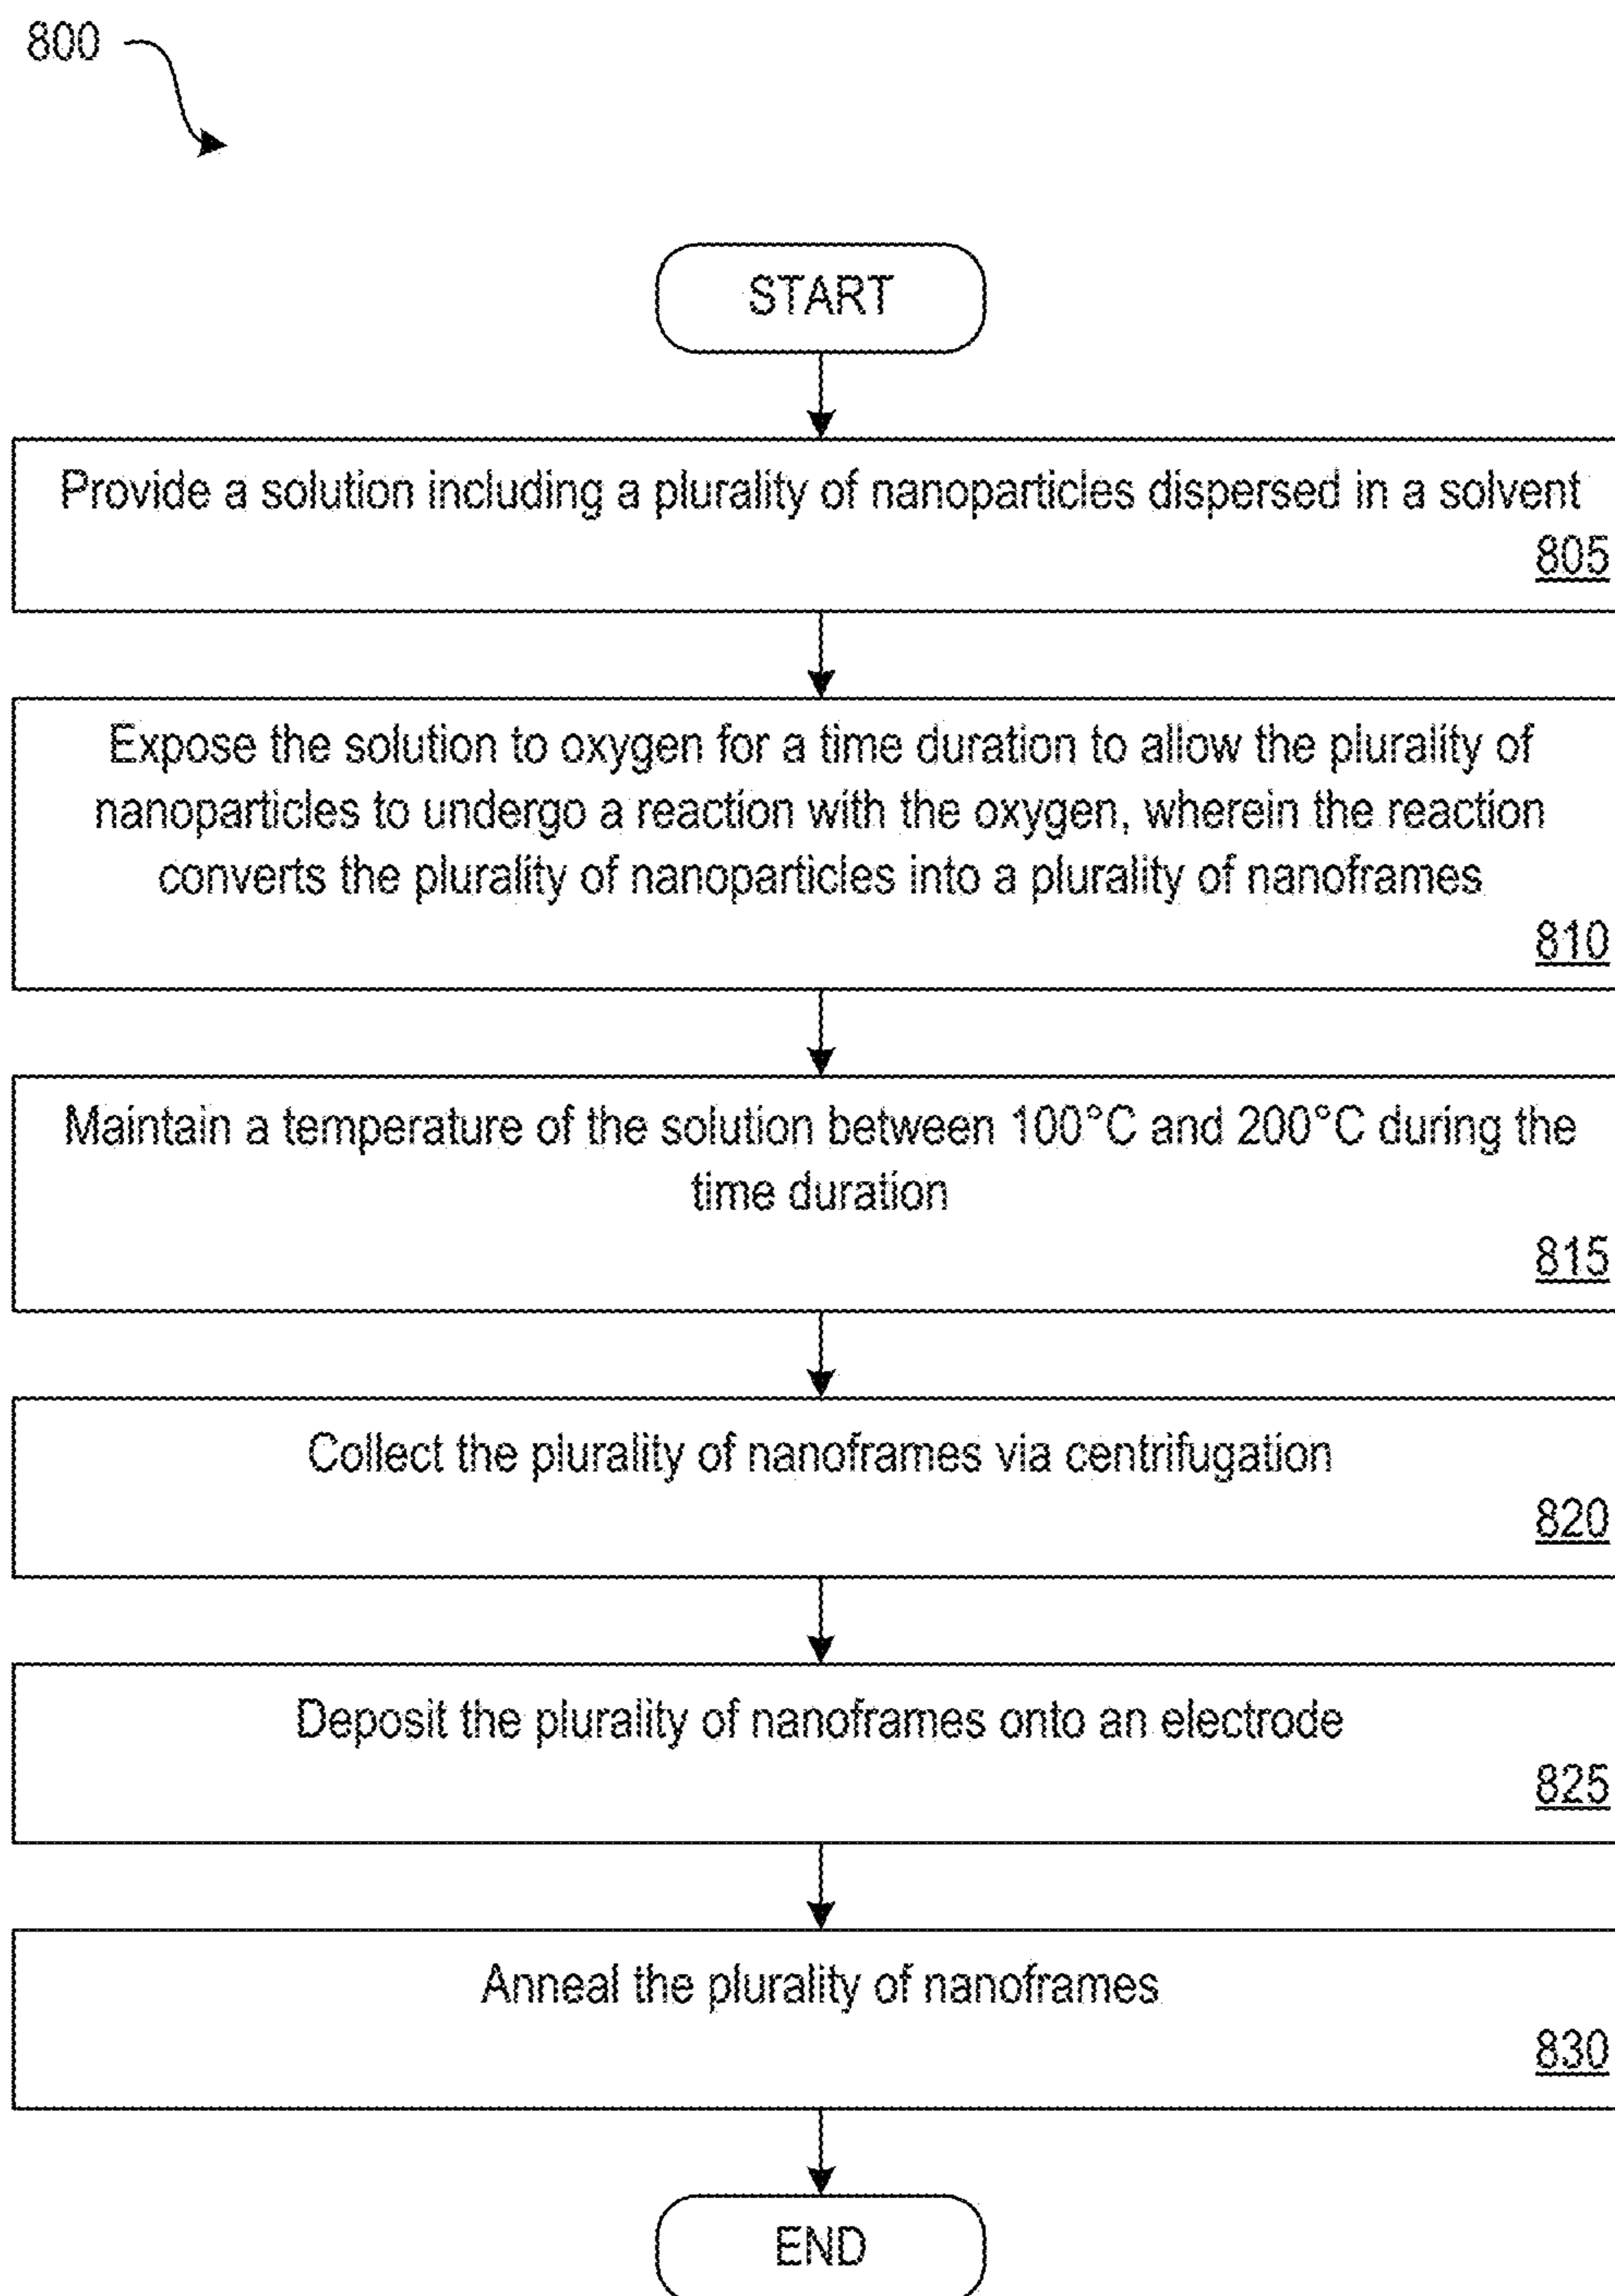 800
START
Provide a solution including a plurality of nanoparticles dispersed in a solvent
805
Expose the solution to oxygen for a time duration to allow the plurality of
nanoparticles to undergo a reaction with the oxygen, wherein the reaction
converts the plurality of nanoparticles into a plurality of nanoframes
810
Maintain a temperature of the solution between 100°C and 200°C during the
time duration
815
Collect the plurality of nanoframes via centrifugation
820
Deposit the plurality of nanoframes onto an electrode
825
Anneal the plurality of nanoframes
830
END